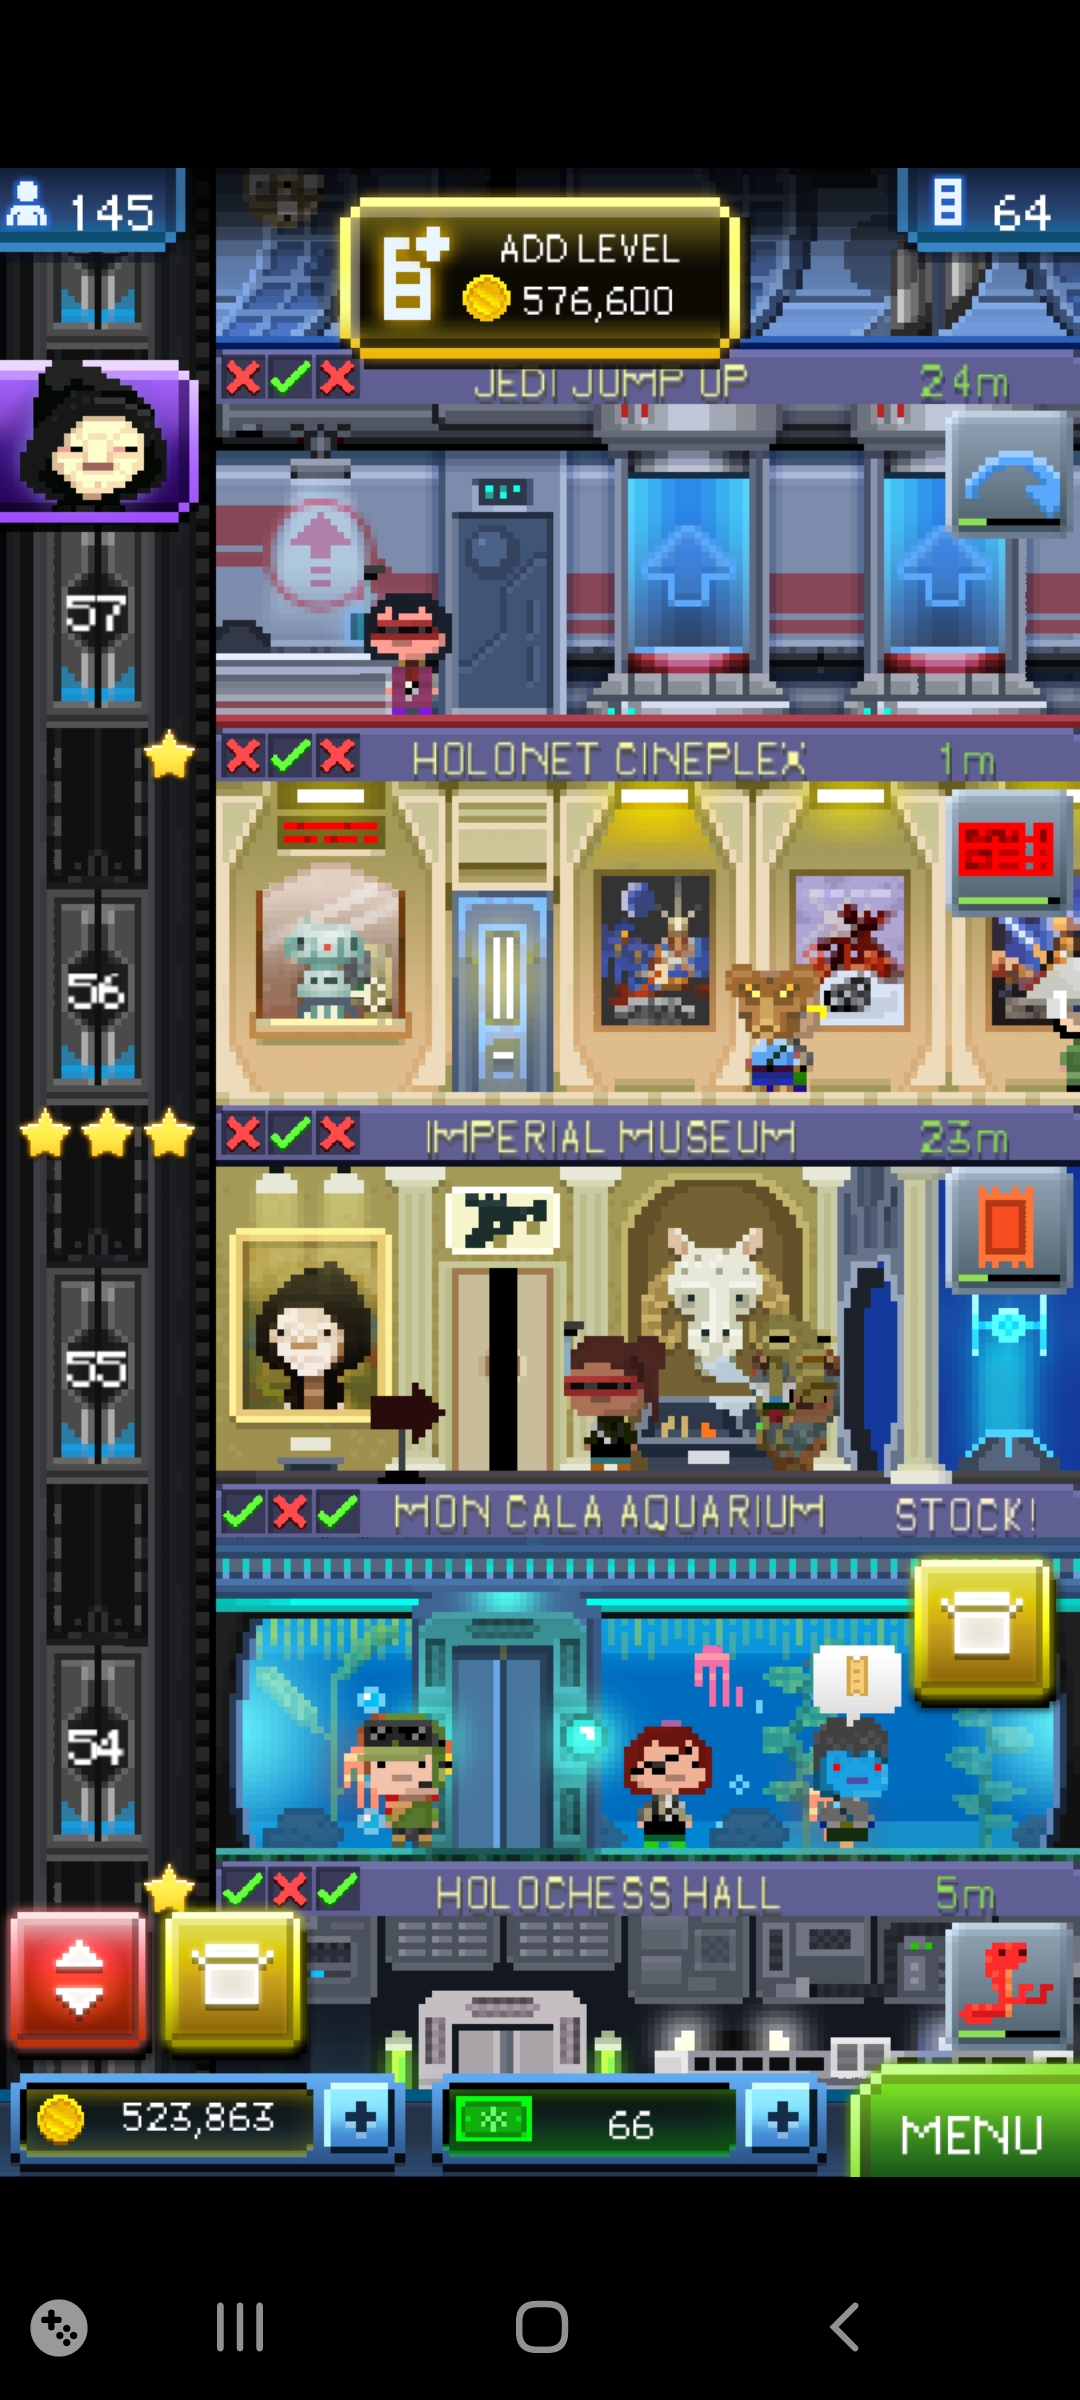 145
ADD LEVEL
576,600
64
JEDI JUMP UP
24m
57
HOLONET CINEPLEX
1m
56
IMPERIAL MUSEUM
23m
55
MON CALA AQUARIUM
STOCK!
54
HOLOCHESS HALL
5m
523,863
66
MENU